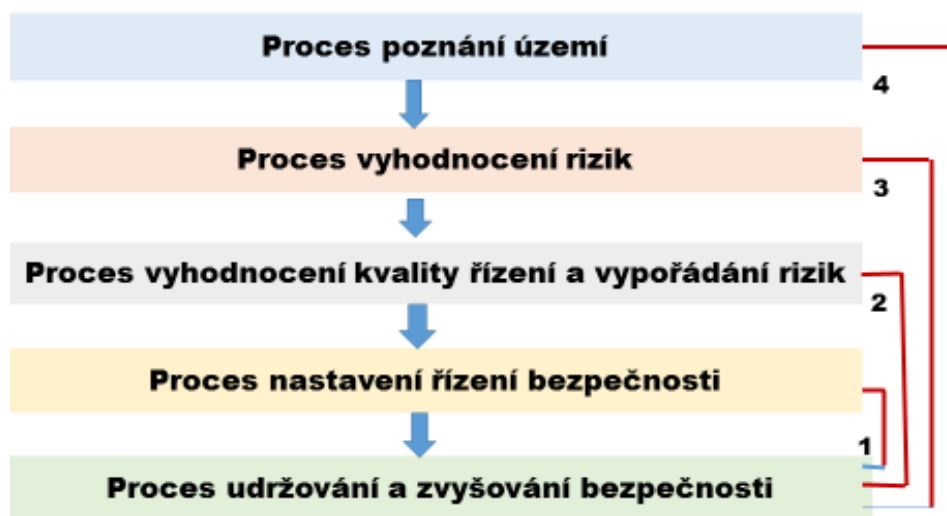 Proces poznání území
4
Proces vyhodnocení rizik
3
Proces vyhodnocení kvality řízení a vypořádání rizik
2
Proces nastavení řízení bezpečnosti
1
Proces udržování a zvyšování bezpečnosti